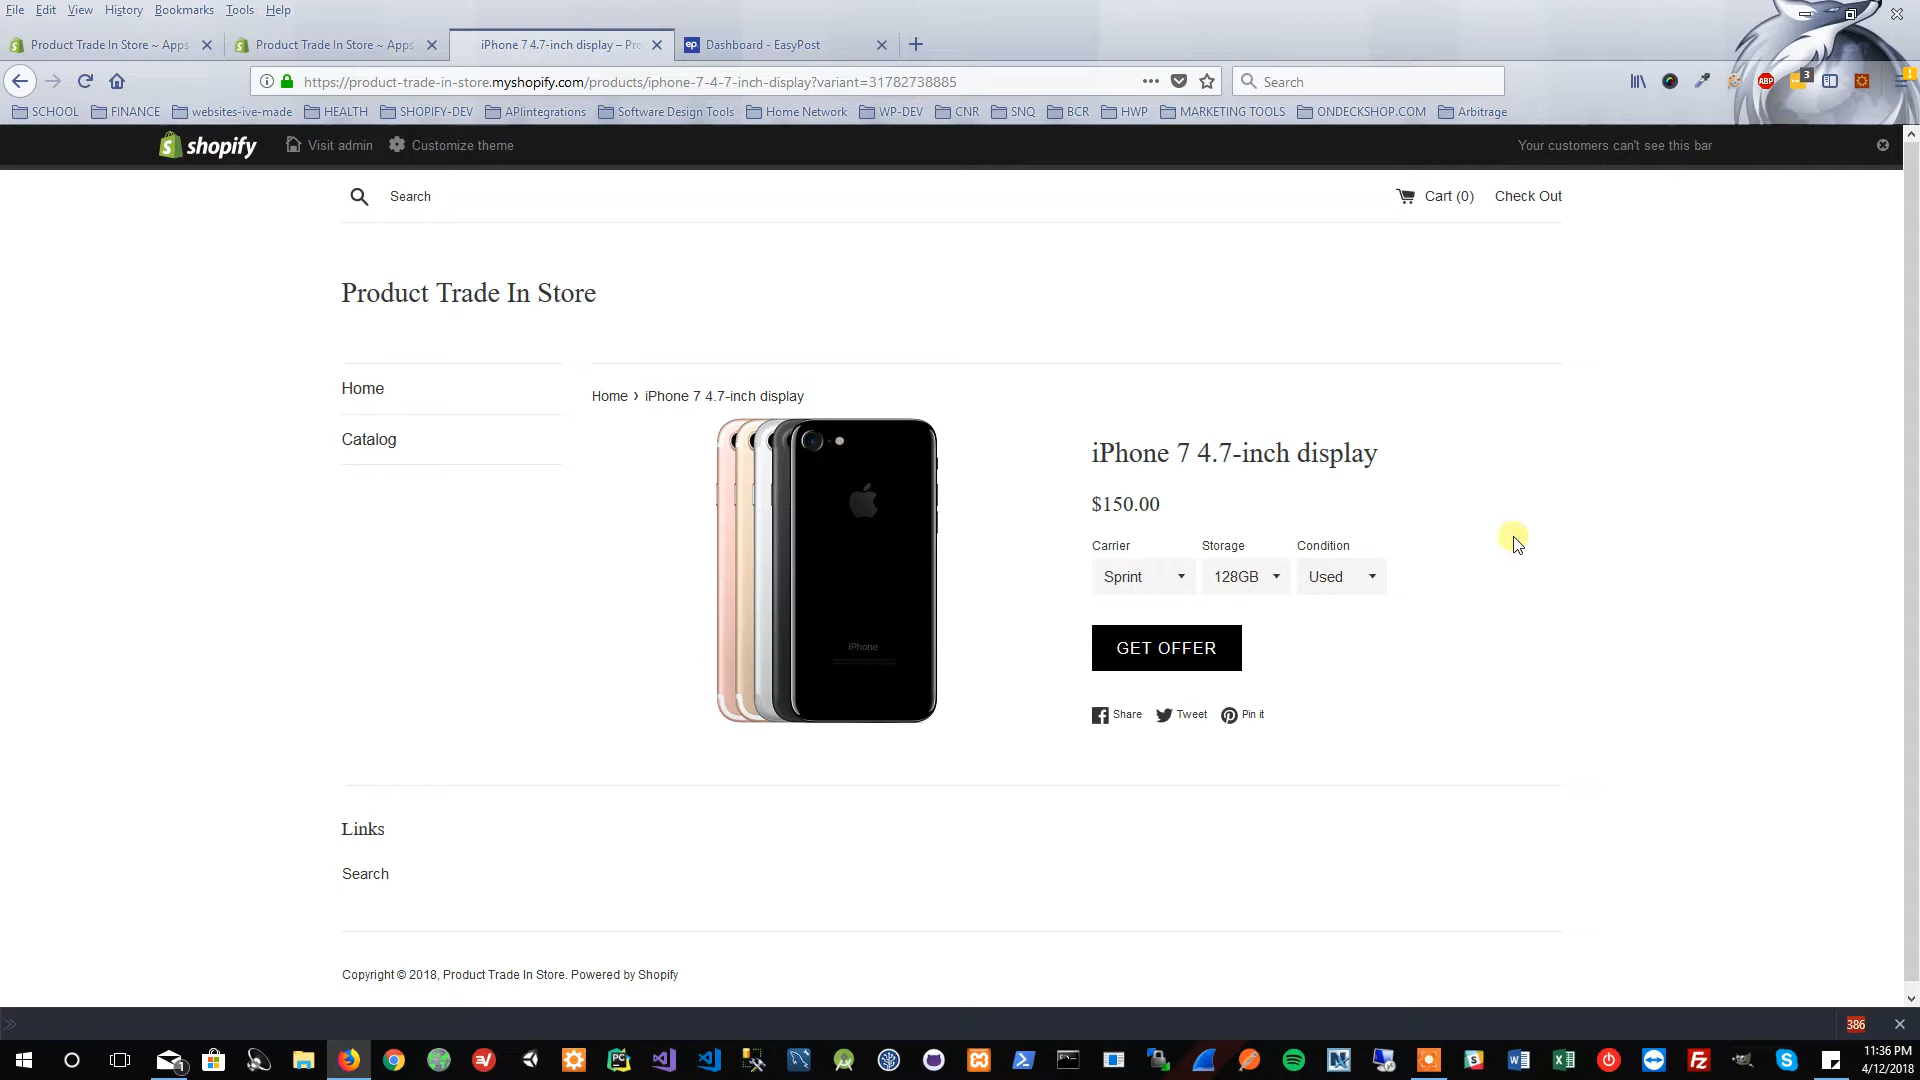 File Edit View History Bookmarks Tools Help
Product Trade In Store ~ Apps
Product Trade In Store ~ Apps
iPhone 7 4.7-inch display – Pro
ep Dashboard - EasyPost
https://product-trade-in-store.myshopify.com/products/iphone-7-4-7-inch-display?variant=31782738885
Search
ABP
3
SCHOOL FINANCE websites-ive-made HEALTH SHOPIFY-DEV APIintegrations Software Design Tools Home Network WP-DEV CNR SNQ BCR HWP MARKETING TOOLS ONDECKSHOP.COM Arbitrage
shopify Visit admin Customize theme Your customers can't see this bar
Search Cart (0) Check Out
Product Trade In Store
Home
Catalog
Home › iPhone 7 4.7-inch display
iPhone
iPhone 7 4.7-inch display
$150.00
Carrier Storage Condition
Sprint 128GB Used
GET OFFER
Share Tweet Pin it
Links
Search
Copyright © 2018, Product Trade In Store. Powered by Shopify
386
11:36 PM
4/12/2018